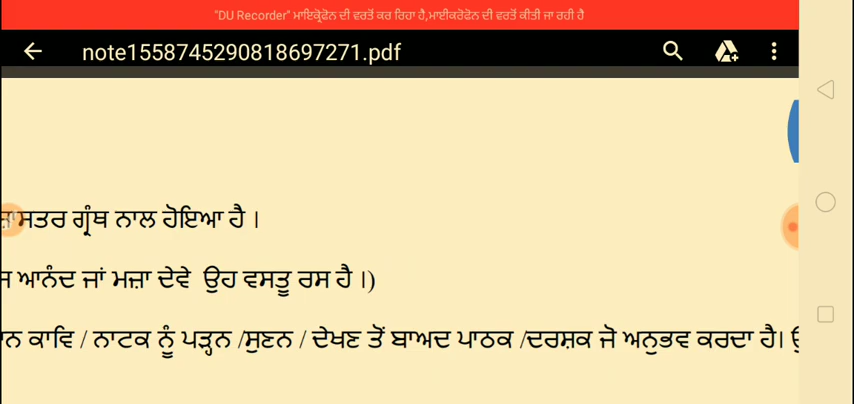 "DU Recorder" ਮਾਇਕ੍ਰੋਫੋਨ ਦੀ ਵਰਤੋਂ ਕਰ ਰਿਹਾ ਹੈ,ਮਾਈਕਰੋਫੋਨ ਦੀ ਵਰਤੋਂ ਕੀਤੀ ਜਾ ਰਹੀ ਹੈ
note1558745290818697271.pdf
ਸਤਰ ਗ੍ਰੰਥ ਨਾਲ ਹੋਇਆ ਹੈ ।
ਆਨੰਦ ਜਾਂ ਮਜ਼ਾ ਦੇਵੇ ਉਹ ਵਸਤੂ ਰਸ ਹੈ ।)
ਕਾਵਿ / ਨਾਟਕ ਨੂੰ ਪੜ੍ਹਨ /ਸੁਣਨ / ਦੇਖਣ ਤੋਂ ਬਾਅਦ ਪਾਠਕ /ਦਰਸ਼ਕ ਜੋ ਅਨੁਭਵ ਕਰਦਾ ਹੈ।